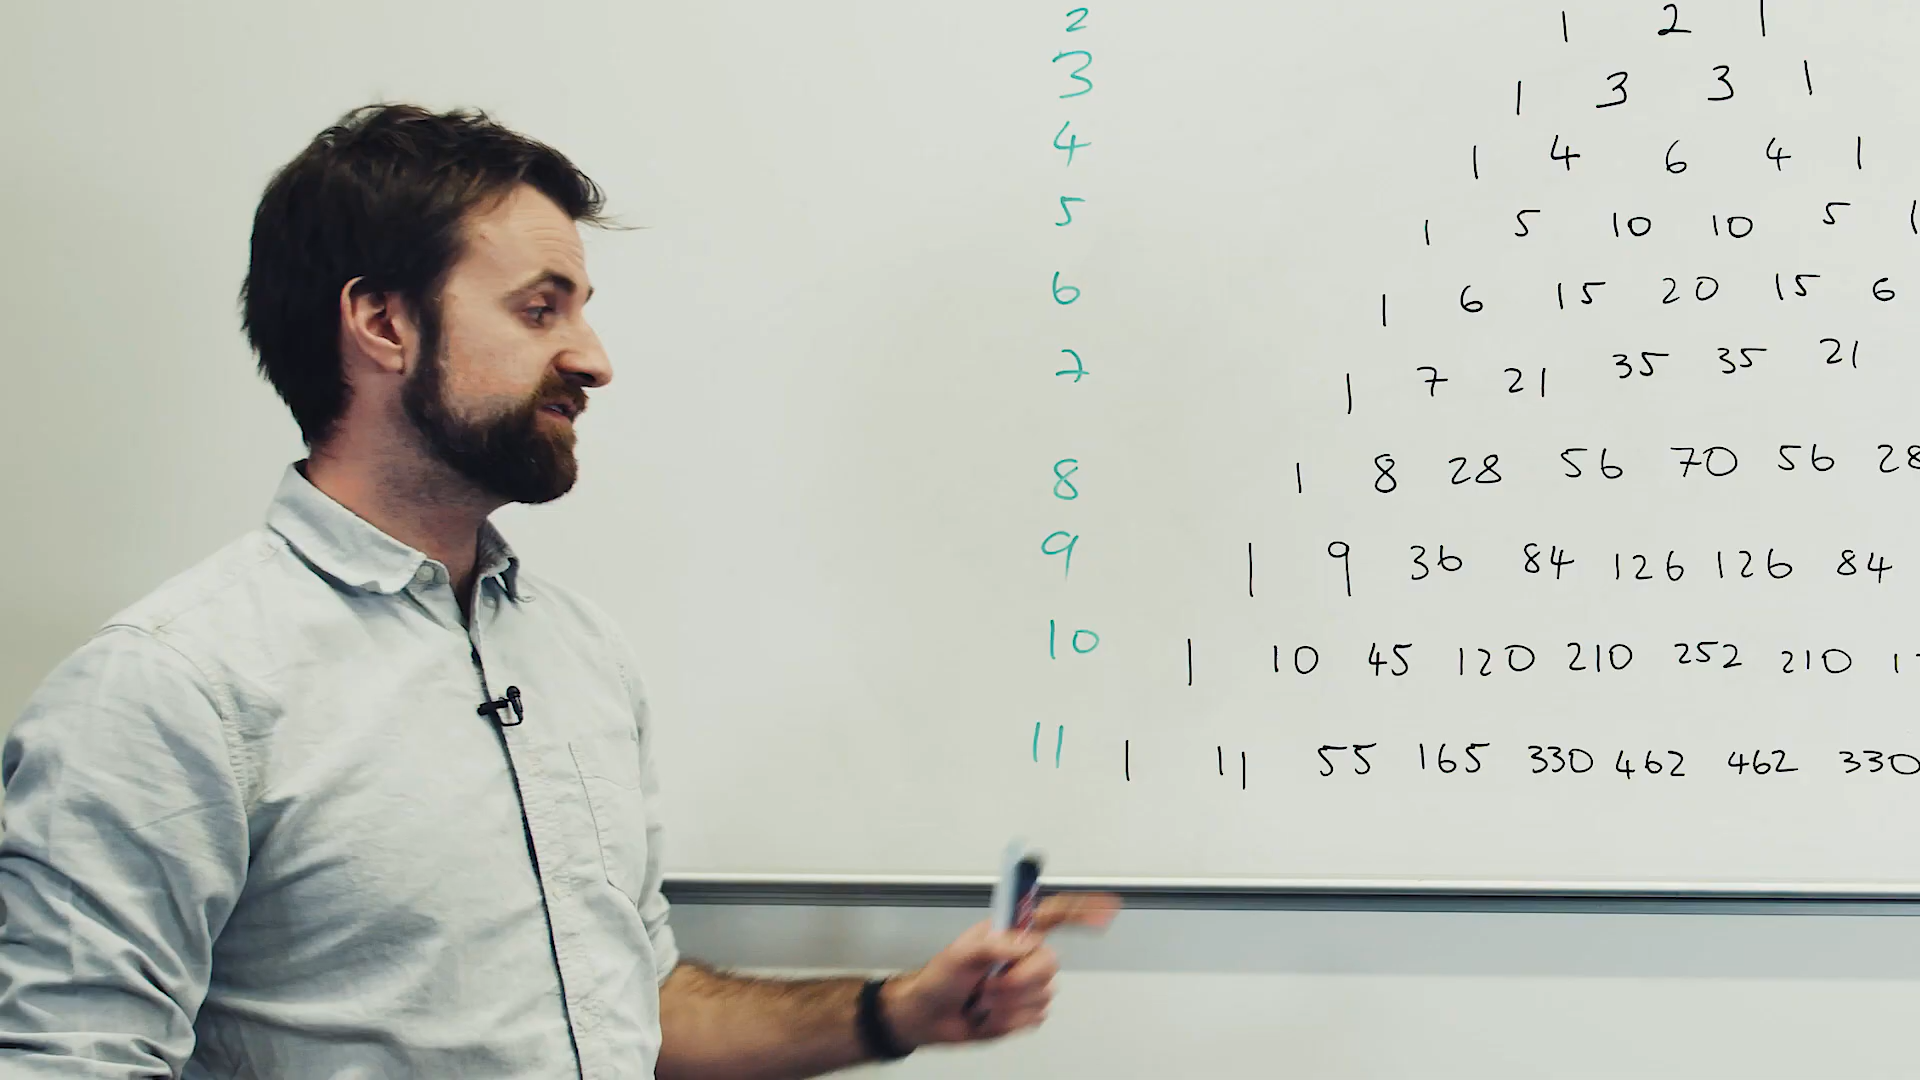 2 1 2 1
3 1 3 3 1
4 1 4 6 4 1
5 1 5 10 10 5 1
6 1 6 15 20 15 6
7 1 7 21 35 35 21
8 1 8 28 56 70 56 28
9 1 9 36 84 126 126 84
10 1 10 45 120 210 252 210 1
11 1 11 55 165 330 462 462 330